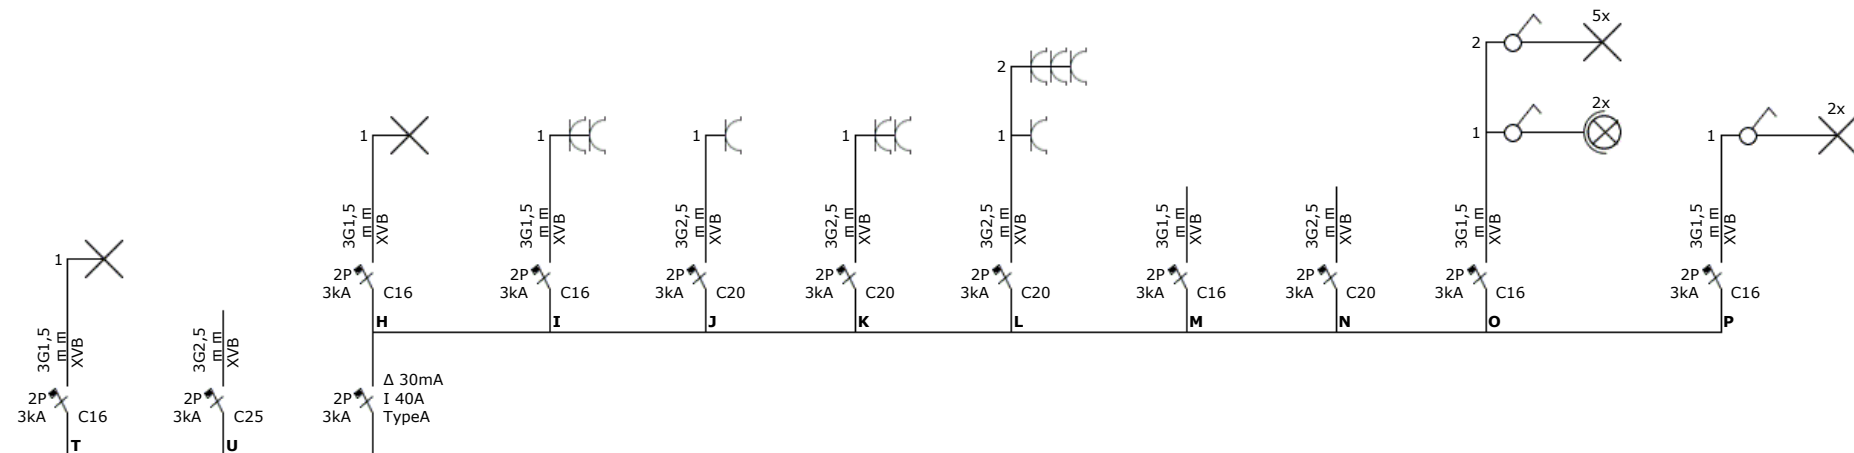 5x
2
2x
1
2x
1
2
1
1
1
1
1
1
3G1,5
mm
XVB
3G1,5
mm
XVB
3G2,5
mm
XVB
3G2,5
mm
XVB
3G2,5
mm
XVB
3G1,5
mm
XVB
3G2,5
mm
XVB
3G1,5
mm
XVB
3G1,5
mm
XVB
2P
3kA
C16
H
2P
3kA
C16
I
2P
3kA
C20
J
2P
3kA
C20
K
2P
3kA
C20
L
2P
3kA
C16
M
2P
3kA
C20
N
2P
3kA
C16
O
2P
3kA
C16
P
1
3G1,5
mm
XVB
2P
3kA
C16
T
3G2,5
mm
XVB
2P
3kA
C25
U
2P
3kA
Δ 30mA
I 40A
TypeA